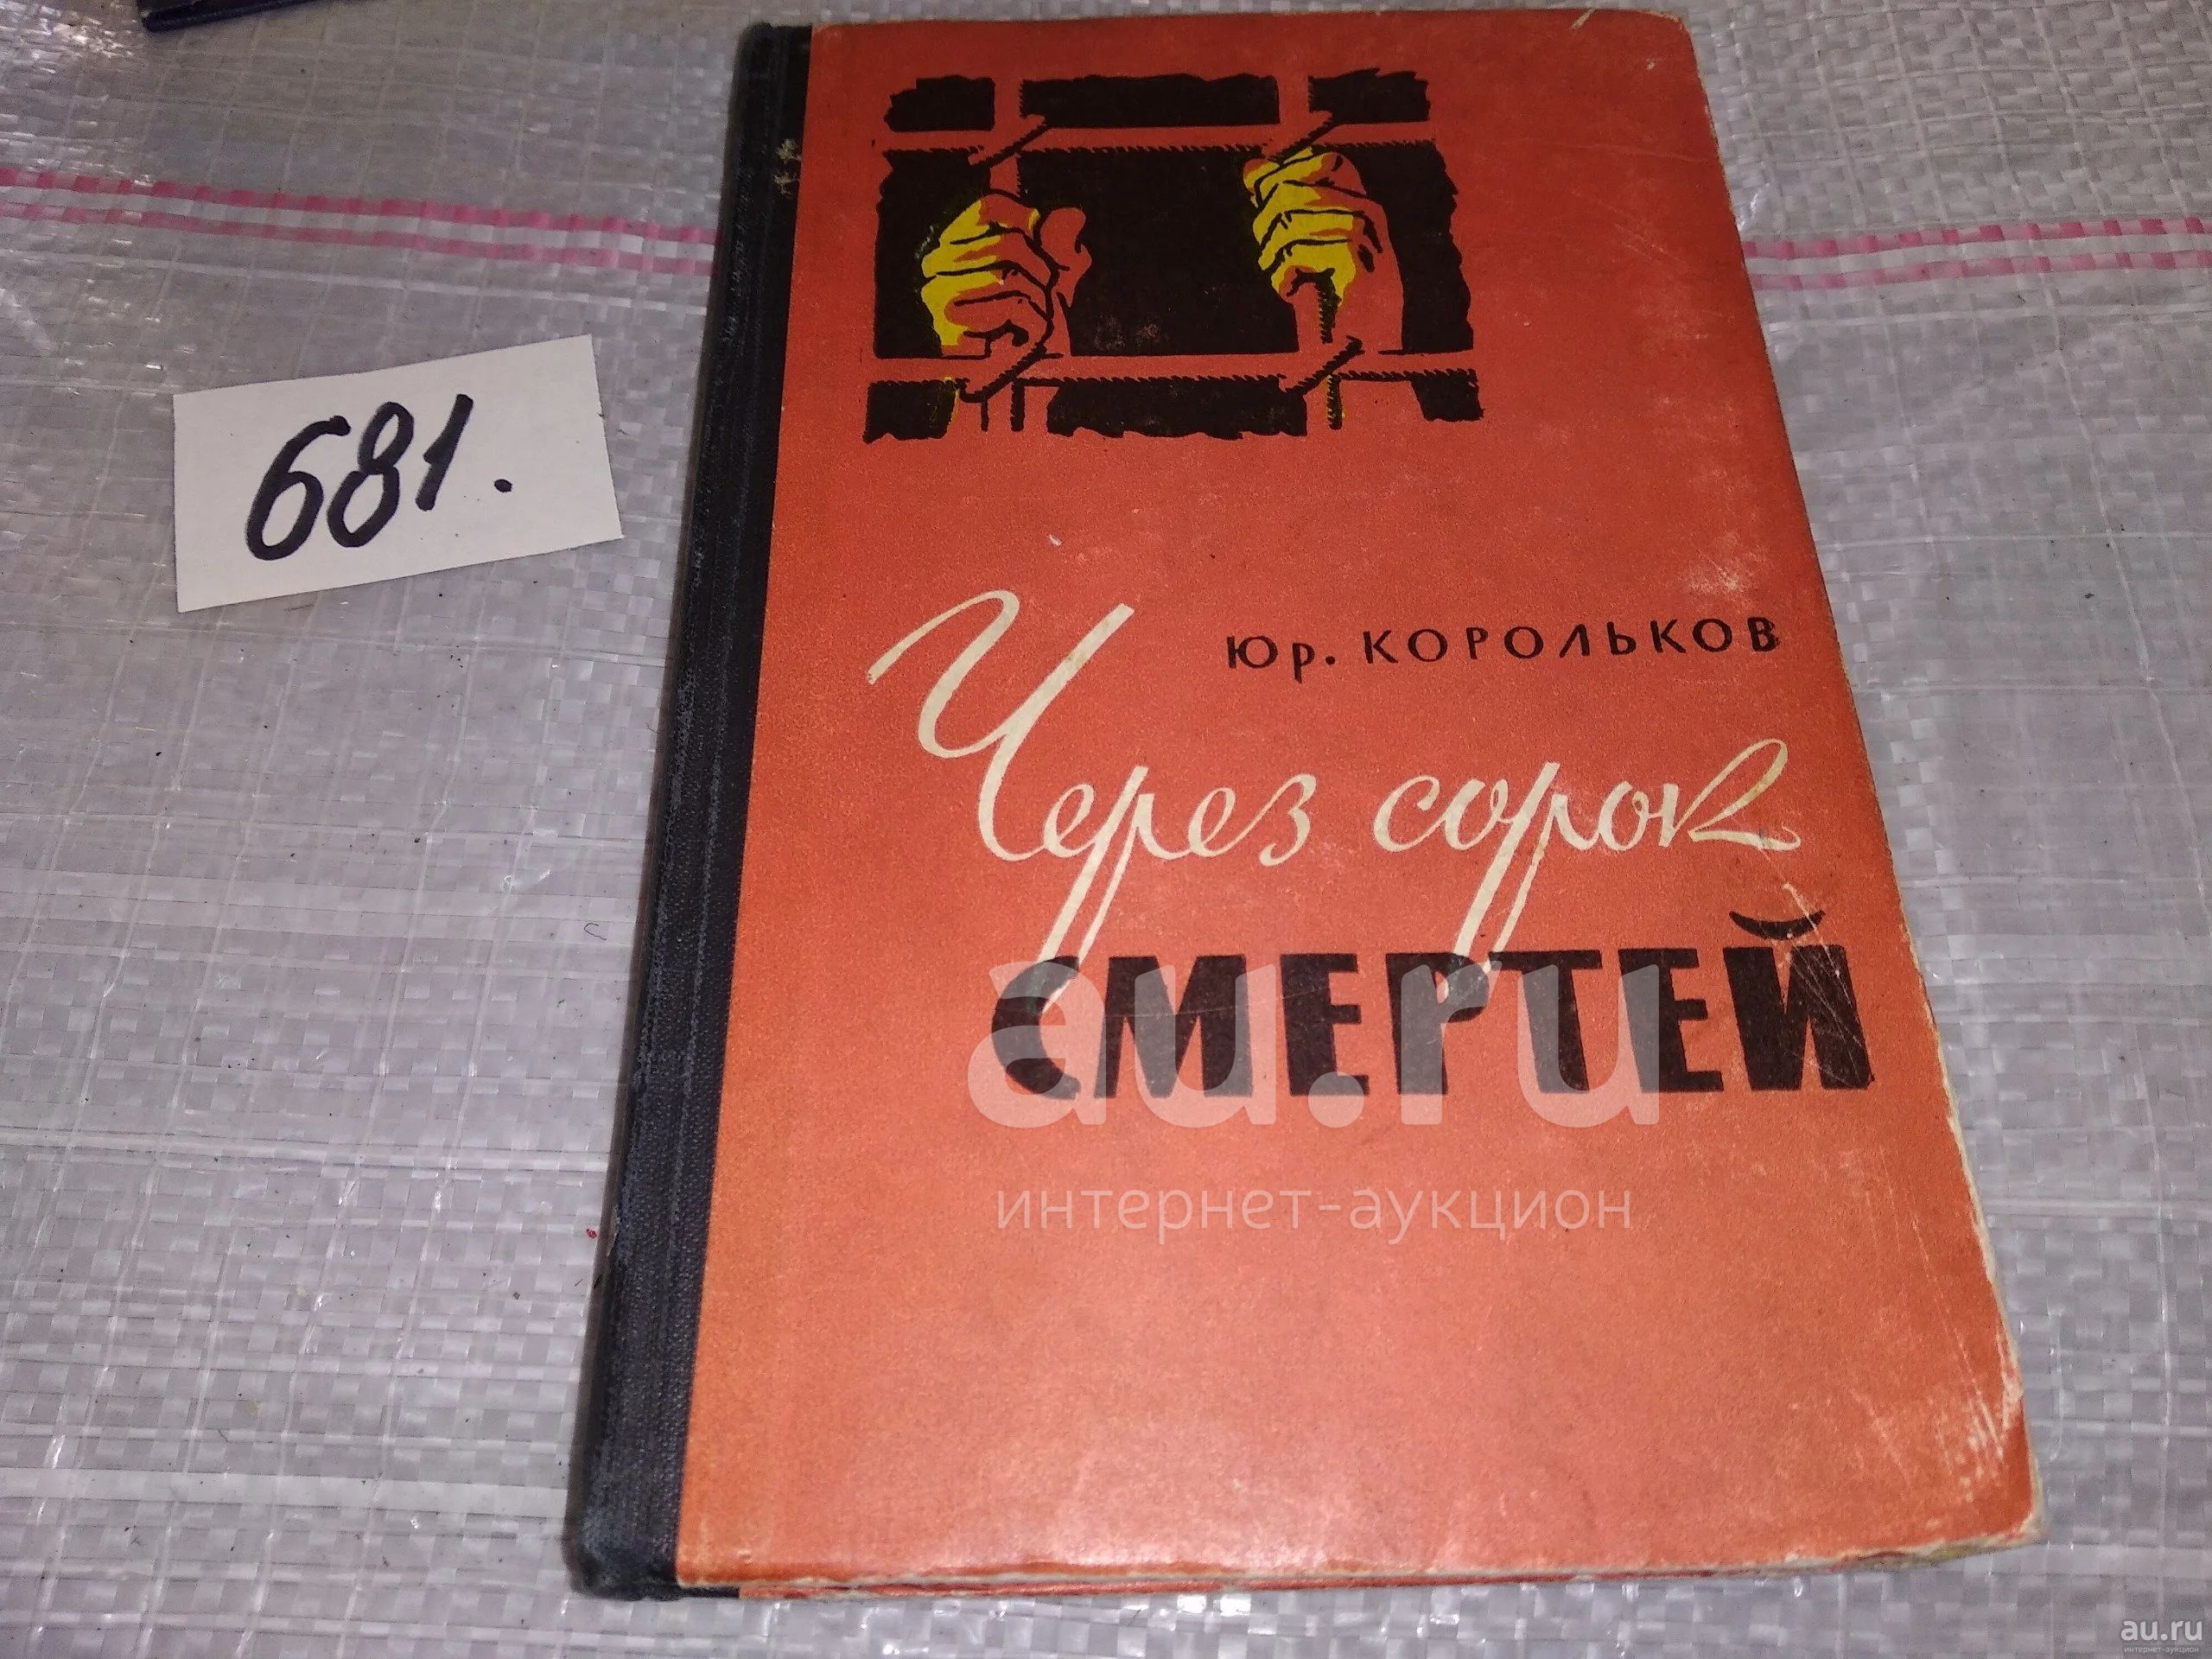 681.
Юр. КОРОЛЬКОВ
Через сорок
СМЕРТЕЙ
au.ru
интернет-аукцион
au.ru
интернет-аукцион